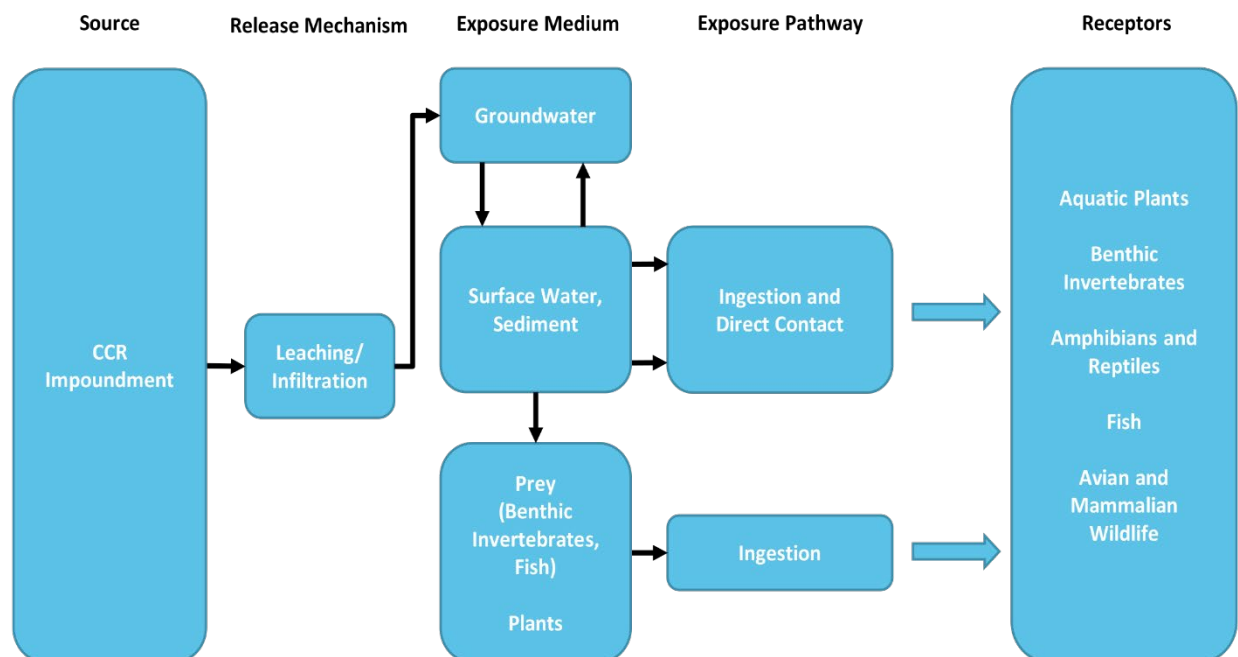 Source
Release Mechanism
Exposure Medium
Exposure Pathway
Receptors
CCR
Impoundment
Leaching/
Infiltration
Groundwater
Surface Water,
Sediment
Prey
(Benthic
Invertebrates,
Fish)
Plants
Ingestion and
Direct Contact
Ingestion
Aquatic Plants
Benthic
Invertebrates
Amphibians and
Reptiles
Fish
Avian and
Mammalian
Wildlife